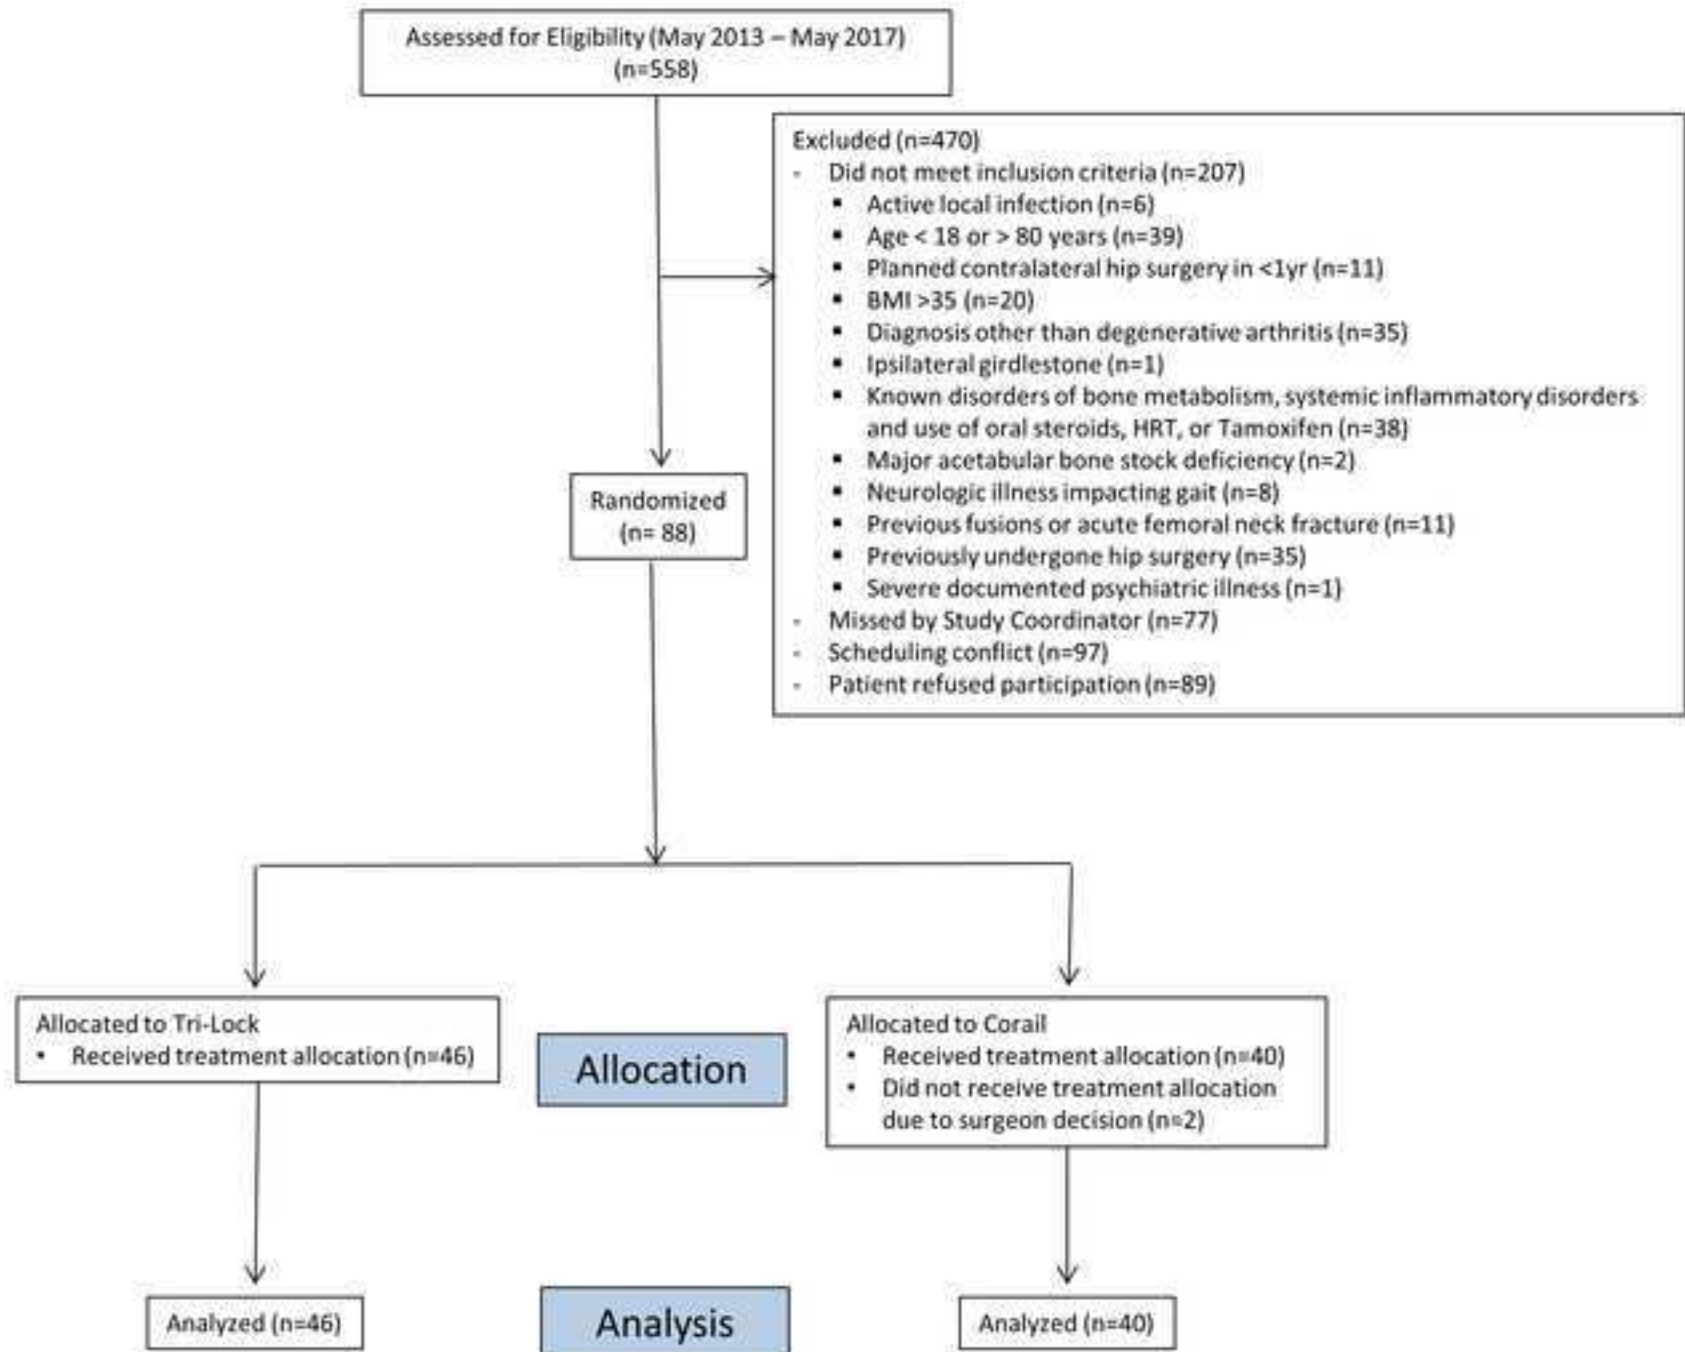 Assessed for Eligibility (May 2013 – May 2017)
(n=558)
Excluded (n=470)
- Did not meet inclusion criteria (n=207)
▪ Active local infection (n=6)
▪ Age < 18 or > 80 years (n=39)
▪ Planned contralateral hip surgery in <1yr (n=11)
▪ BMI >35 (n=20)
▪ Diagnosis other than degenerative arthritis (n=35)
▪ Ipsilateral girdlestone (n=1)
▪ Known disorders of bone metabolism, systemic inflammatory disorders
and use of oral steroids, HRT, or Tamoxifen (n=38)
▪ Major acetabular bone stock deficiency (n=2)
▪ Neurologic illness impacting gait (n=8)
▪ Previous fusions or acute femoral neck fracture (n=11)
▪ Previously undergone hip surgery (n=35)
▪ Severe documented psychiatric illness (n=1)
- Missed by Study Coordinator (n=77)
- Scheduling conflict (n=97)
- Patient refused participation (n=89)
Randomized
(n= 88)
Allocated to Tri-Lock
• Received treatment allocation (n=46)
Allocation
Allocated to Corail
• Received treatment allocation (n=40)
• Did not receive treatment allocation
due to surgeon decision (n=2)
Analyzed (n=46)
Analysis
Analyzed (n=40)